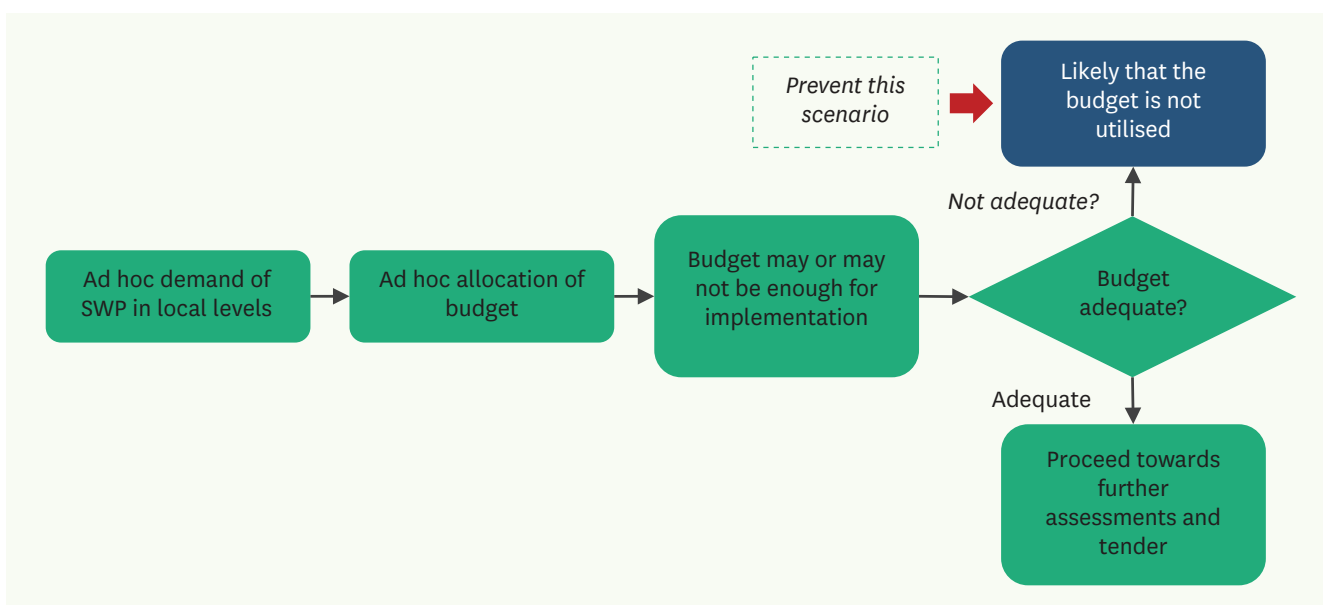 Prevent this
scenario
Likely that the
budget is not
utilised
Not adequate?
Ad hoc demand of
SWP in local levels
Ad hoc allocation of
budget
Budget may or may
not be enough for
implementation
Budget
adequate?
Adequate
Proceed towards
further
assessments and
tender